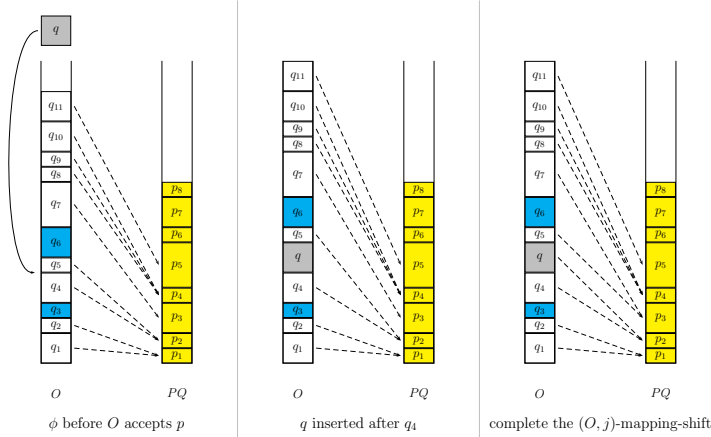 q
q₁₁
q₁₀
q₉
q₈
q₇
q₆
q₅
q₄
q₃
q₂
q₁
p₈
p₇
p₆
p₅
p₄
p₃
p₂
p₁
O
PQ
ϕ before O accepts p
q₁₁
q₁₀
q₉
q₈
q₇
q₆
q₅
q
q₄
q₃
q₂
q₁
p₈
p₇
p₆
p₅
p₄
p₃
p₂
p₁
O
PQ
q inserted after q₄
q₁₁
q₁₀
q₉
q₈
q₇
q₆
q₅
q
q₄
q₃
q₂
q₁
p₈
p₇
p₆
p₅
p₄
p₃
p₂
p₁
O
PQ
complete the (O, j)-mapping-shift